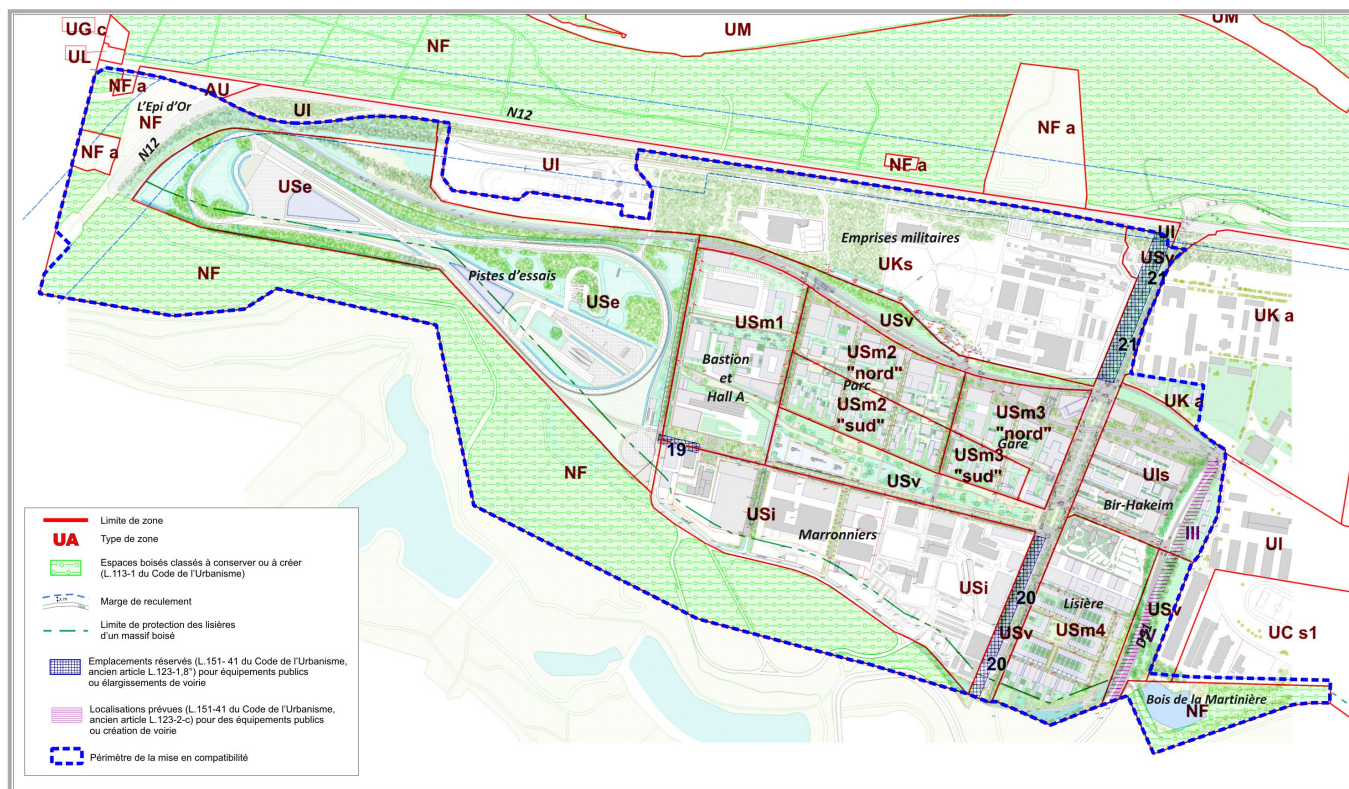 UG c
UM
UM
NF
UL
NF a
AU
L'Epi d'Or
NF
UI
N12
NF a
NF a
N12
NF a
UI
USe
Emprises militaires
UKs
UI
USv
21
Pistes d'essais
NF
USe
USm1
USv
UK a
21
USm2
"nord"
Bastion
et
Hall A
Parc
USm2
"sud"
UK a
USm3
"nord"
Gare
19
NF
USm3
"sud"
USv
UIs
Bir-Hakeim
USi
Marronniers
III
UI
USi
20
Lisière
USv
USv
USm4
V
D91
UC s1
20
Bois de la Martinière
NF
Limite de zone
UA
Type de zone
Espaces boisés classés à conserver ou à créer
(L.113-1 du Code de l'Urbanisme)
Marge de reculement
Limite de protection des lisières
d'un massif boisé
Emplacements réservés (L.151- 41 du Code de l'Urbanisme,
ancien article L.123-1,8°) pour équipements publics
ou élargissements de voirie
Localisations prévues (L.151-41 du Code de l'Urbanisme,
ancien article L.123-2-c) pour des équipements publics
ou création de voirie
Périmètre de la mise en compatibilité